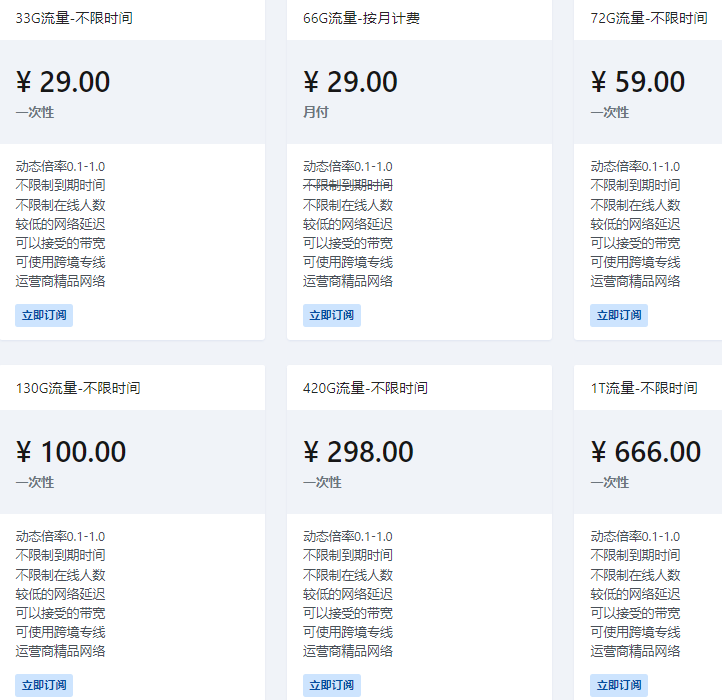 33G流量-不限时间
¥ 29.00
一次性
动态倍率0.1-1.0
不限制到期时间
不限制在线人数
较低的网络延迟
可以接受的带宽
可使用跨境专线
运营商精品网络
立即订阅
66G流量-按月计费
¥ 29.00
月付
动态倍率0.1-1.0
不限制到期时间
不限制在线人数
较低的网络延迟
可以接受的带宽
可使用跨境专线
运营商精品网络
立即订阅
72G流量-不限时间
¥ 59.00
一次性
动态倍率0.1-1.0
不限制到期时间
不限制在线人数
较低的网络延迟
可以接受的带宽
可使用跨境专线
运营商精品网络
立即订阅
130G流量-不限时间
¥ 100.00
一次性
动态倍率0.1-1.0
不限制到期时间
不限制在线人数
较低的网络延迟
可以接受的带宽
可使用跨境专线
运营商精品网络
立即订阅
420G流量-不限时间
¥ 298.00
一次性
动态倍率0.1-1.0
不限制到期时间
不限制在线人数
较低的网络延迟
可以接受的带宽
可使用跨境专线
运营商精品网络
立即订阅
1T流量-不限时间
¥ 666.00
一次性
动态倍率0.1-1.0
不限制到期时间
不限制在线人数
较低的网络延迟
可以接受的带宽
可使用跨境专线
运营商精品网络
立即订阅